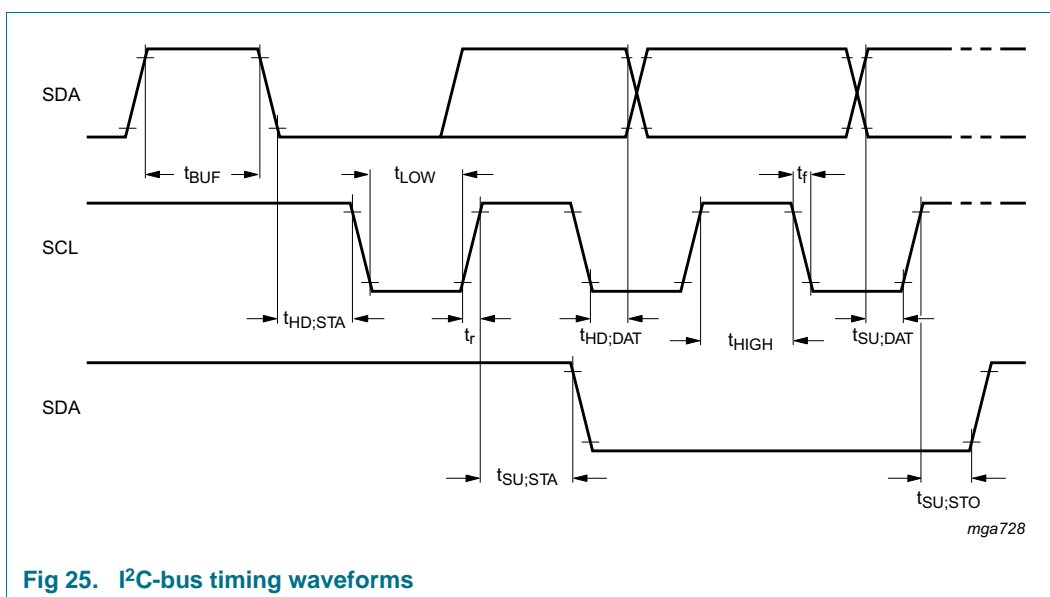 SDA
tBUF
tLOW
tf
SCL
tHD;STA
tr
tHD;DAT
tHIGH
tSU;DAT
SDA
tSU;STA
tSU;STO
mga728
Fig 25. I2C-bus timing waveforms